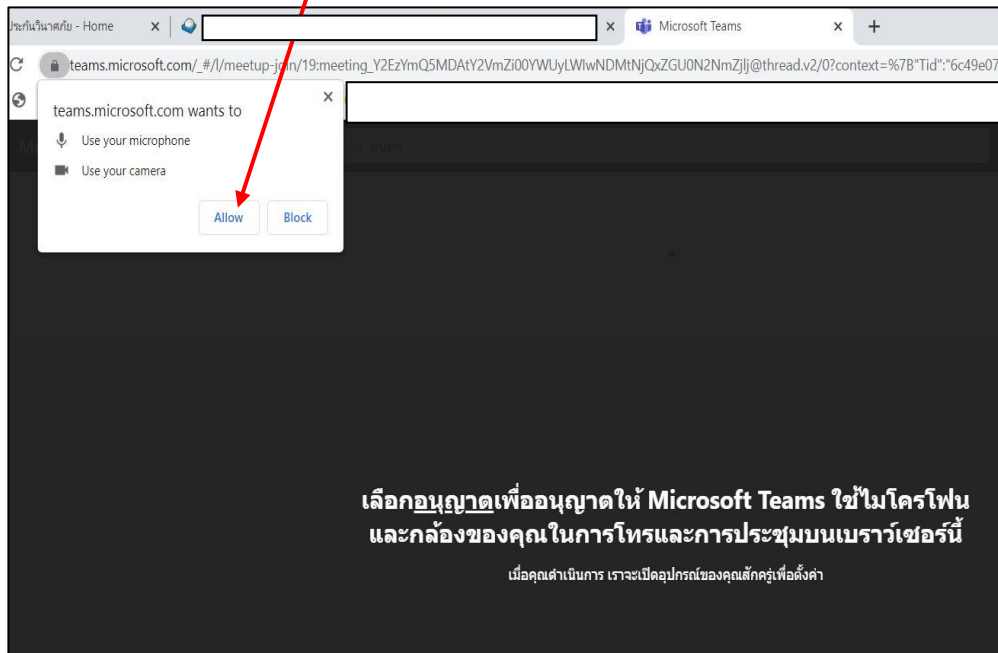 ประกันวินาศภัย - Home
Microsoft Teams
teams.microsoft.com/_#/l/meetup-join/19:meeting_Y2EzYmQ5MDAtY2VmZi00YWUyLWIwNDMtNjQxZGU0N2NmZjlj@thread.v2/0?context=%7B"Tid":"6c49e07
teams.microsoft.com wants to
Use your microphone
Use your camera
Allow Block
เลือกอนุญาตเพื่ออนุญาตให้ Microsoft Teams ใช้ไมโครโฟน
และกล้องของคุณในการโทรและการประชุมบนเบราว์เซอร์นี้
เมื่อคุณดำเนินการ เราจะเปิดอุปกรณ์ของคุณสักครู่เพื่อตั้งค่า